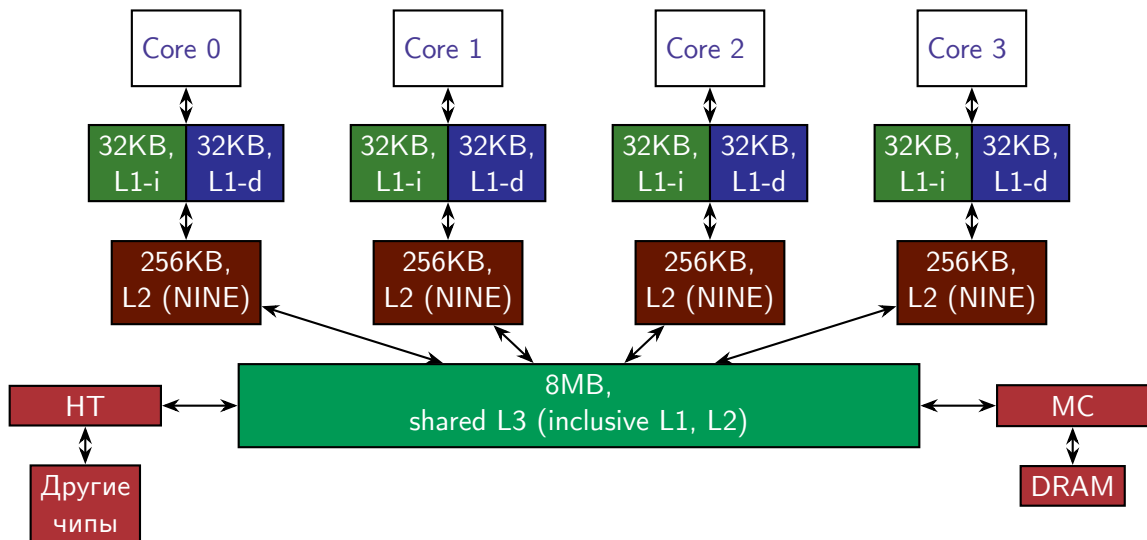 Core 0
Core 1
Core 2
Core 3
32KB,
L1-i
32KB,
L1-d
32KB,
L1-i
32KB,
L1-d
32KB,
L1-i
32KB,
L1-d
32KB,
L1-i
32KB,
L1-d
256KB,
L2 (NINE)
256KB,
L2 (NINE)
256KB,
L2 (NINE)
256KB,
L2 (NINE)
8MB,
shared L3 (inclusive L1, L2)
HT
MC
Другие
чипы
DRAM